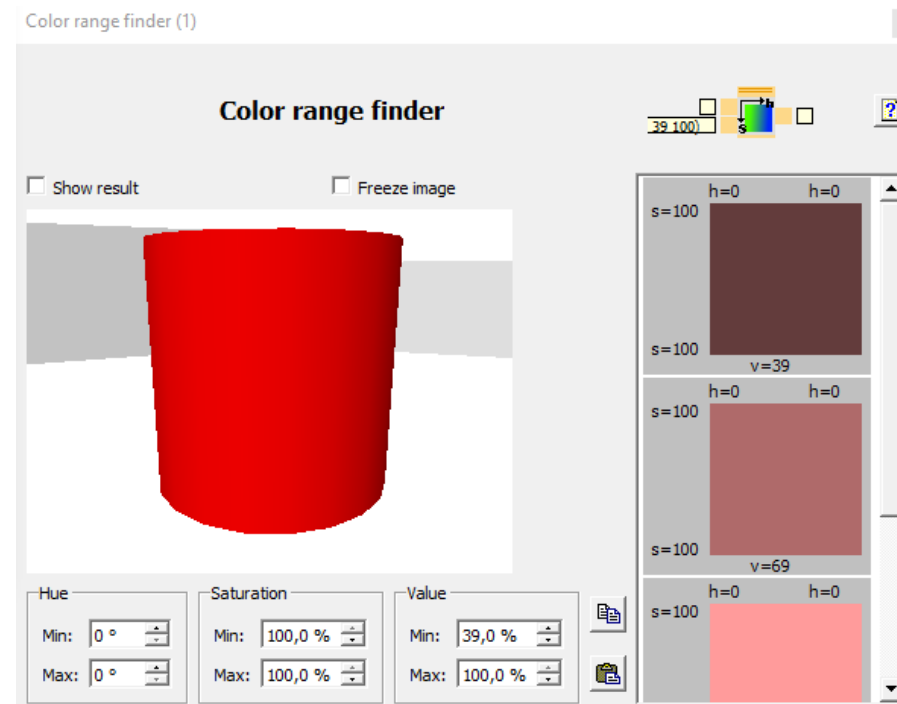 Color range finder (1)
Color range finder
39 100)
h
s
?
Show result
Freeze image
h=0 h=0
s=100
s=100
v=39
h=0 h=0
s=100
s=100
v=69
h=0 h=0
s=100
Hue
Min: 0 °
Max: 0 °
Saturation
Min: 100,0 %
Max: 100,0 %
Value
Min: 39,0 %
Max: 100,0 %